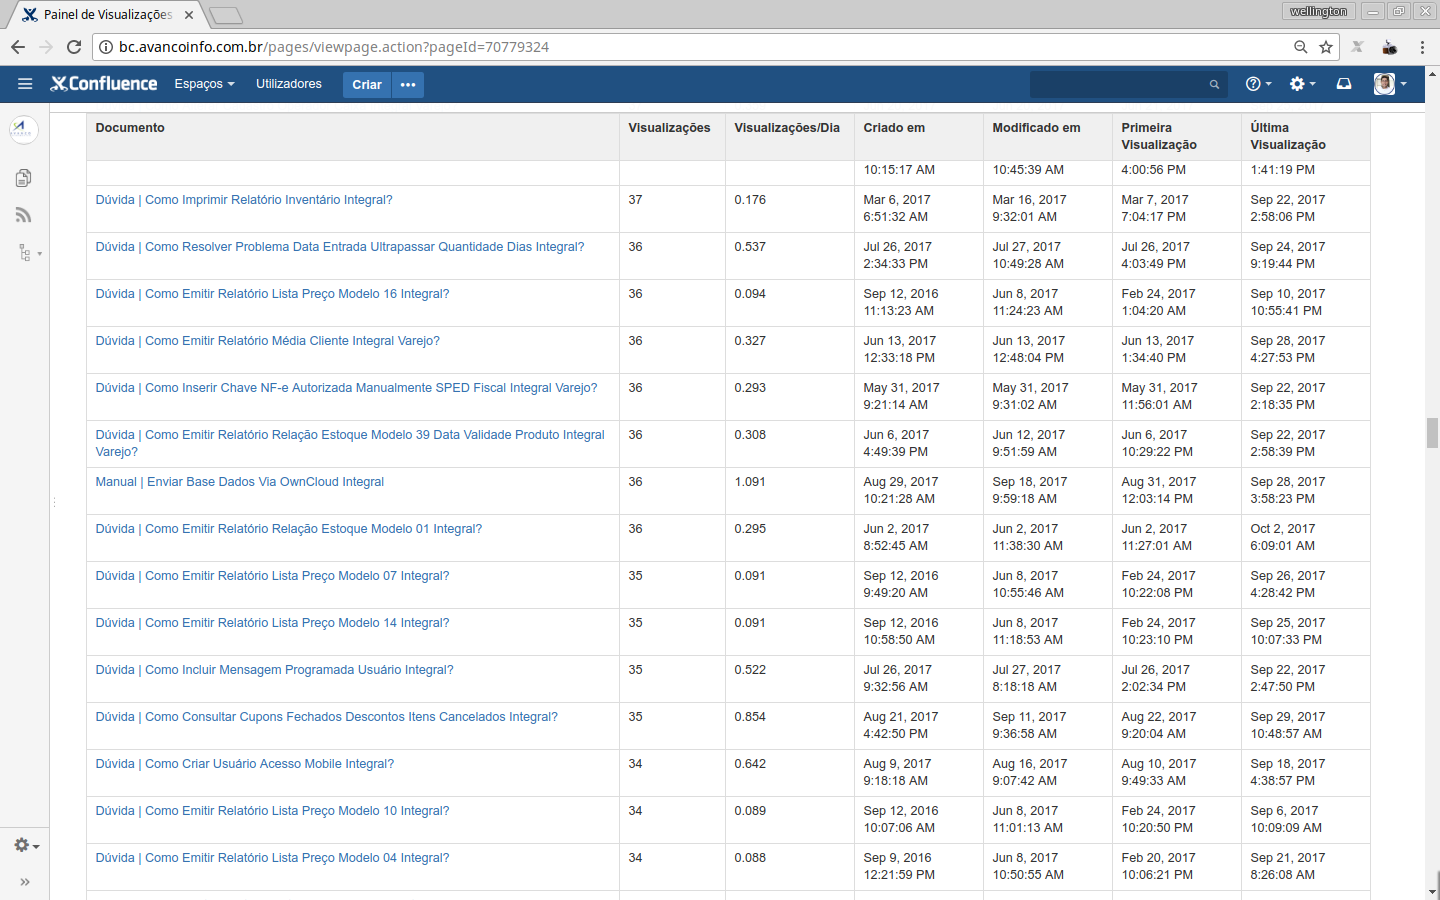 Painel de Visualizações
wellington
bc.avancoinfo.com.br/pages/viewpage.action?pageId=70779324
Confluence Espaços Utilizadores Criar
Documento Visualizações Visualizações/Dia Criado em Modificado em Primeira Última
Visualização Visualização
10:15:17 AM 10:45:39 AM 4:00:56 PM 1:41:19 PM
Dúvida | Como Imprimir Relatório Inventário Integral? 37 0.176 Mar 6, 2017 Mar 16, 2017 Mar 7, 2017 Sep 22, 2017
6:51:32 AM 9:32:01 AM 7:04:17 PM 2:58:06 PM
Dúvida | Como Resolver Problema Data Entrada Ultrapassar Quantidade Dias Integral? 36 0.537 Jul 26, 2017 Jul 27, 2017 Jul 26, 2017 Sep 24, 2017
2:34:33 PM 10:49:28 AM 4:03:49 PM 9:19:44 PM
Dúvida | Como Emitir Relatório Lista Preço Modelo 16 Integral? 36 0.094 Sep 12, 2016 Jun 8, 2017 Feb 24, 2017 Sep 10, 2017
11:13:23 AM 11:24:23 AM 1:04:20 AM 10:55:41 PM
Dúvida | Como Emitir Relatório Média Cliente Integral Varejo? 36 0.327 Jun 13, 2017 Jun 13, 2017 Jun 13, 2017 Sep 28, 2017
12:33:18 PM 12:48:04 PM 1:34:40 PM 4:27:53 PM
Dúvida | Como Inserir Chave NF-e Autorizada Manualmente SPED Fiscal Integral Varejo? 36 0.293 May 31, 2017 May 31, 2017 May 31, 2017 Sep 22, 2017
9:21:14 AM 9:31:02 AM 11:56:01 AM 2:18:35 PM
Dúvida | Como Emitir Relatório Relação Estoque Modelo 39 Data Validade Produto Integral 36 0.308 Jun 6, 2017 Jun 12, 2017 Jun 6, 2017 Sep 22, 2017
Varejo? 4:49:39 PM 9:51:59 AM 10:29:22 PM 2:58:39 PM
Manual | Enviar Base Dados Via OwnCloud Integral 36 1.091 Aug 29, 2017 Sep 18, 2017 Aug 31, 2017 Sep 28, 2017
10:21:28 AM 9:59:18 AM 12:03:14 PM 3:58:23 PM
Dúvida | Como Emitir Relatório Relação Estoque Modelo 01 Integral? 36 0.295 Jun 2, 2017 Jun 2, 2017 Jun 2, 2017 Oct 2, 2017
8:52:45 AM 11:38:30 AM 11:27:01 AM 6:09:01 AM
Dúvida | Como Emitir Relatório Lista Preço Modelo 07 Integral? 35 0.091 Sep 12, 2016 Jun 8, 2017 Feb 24, 2017 Sep 26, 2017
9:49:20 AM 10:55:46 AM 10:22:08 PM 4:28:42 PM
Dúvida | Como Emitir Relatório Lista Preço Modelo 14 Integral? 35 0.091 Sep 12, 2016 Jun 8, 2017 Feb 24, 2017 Sep 25, 2017
10:58:50 AM 11:18:53 AM 10:23:10 PM 10:07:33 PM
Dúvida | Como Incluir Mensagem Programada Usuário Integral? 35 0.522 Jul 26, 2017 Jul 27, 2017 Jul 26, 2017 Sep 22, 2017
9:32:56 AM 8:18:18 AM 2:02:34 PM 2:47:50 PM
Dúvida | Como Consultar Cupons Fechados Descontos Itens Cancelados Integral? 35 0.854 Aug 21, 2017 Sep 11, 2017 Aug 22, 2017 Sep 29, 2017
4:42:50 PM 9:36:58 AM 9:20:04 AM 10:48:57 AM
Dúvida | Como Criar Usuário Acesso Mobile Integral? 34 0.642 Aug 9, 2017 Aug 16, 2017 Aug 10, 2017 Sep 18, 2017
9:18:18 AM 9:07:42 AM 9:49:33 AM 4:38:57 PM
Dúvida | Como Emitir Relatório Lista Preço Modelo 10 Integral? 34 0.089 Sep 12, 2016 Jun 8, 2017 Feb 24, 2017 Sep 6, 2017
10:07:06 AM 11:01:13 AM 10:20:50 PM 10:09:09 AM
Dúvida | Como Emitir Relatório Lista Preço Modelo 04 Integral? 34 0.088 Sep 9, 2016 Jun 8, 2017 Feb 20, 2017 Sep 21, 2017
12:21:59 PM 10:50:55 AM 10:06:21 PM 8:26:08 AM